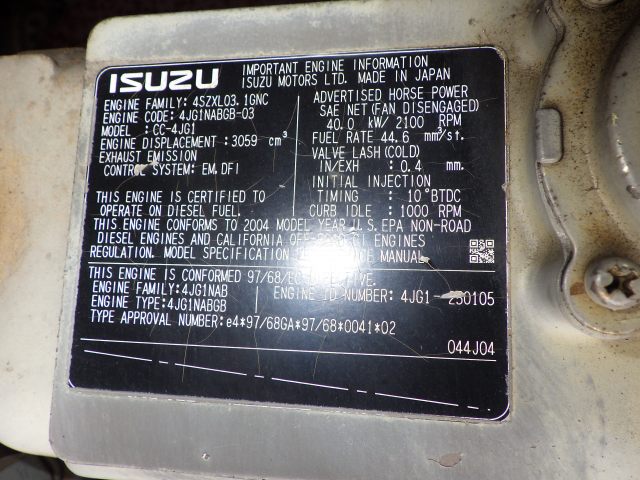 ISUZU
IMPORTANT ENGINE INFORMATION
ISUZU MOTORS LTD. MADE IN JAPAN
ENGINE FAMILY: 4SZXL03.1GNC
ENGINE CODE: 4JG1NABGB-03
MODEL : CC-4JG1
ENGINE DISPLACEMENT:3059 cm³
EXHAUST EMISSION
CONTROL SYSTEM: EM,DFI
THIS ENGINE IS CERTIFIED TO
OPERATE ON DIESEL FUEL.
ADVERTISED HORSE POWER
SAE NET(FAN DISENGAGED)
40.0 kW/ 2100 RPM
FUEL RATE 44.6 mm³/st.
VALVE LASH(COLD)
IN/EXH : 0.4 mm.
INITIAL INJECTION
TIMING : 10°BTDC
CURB IDLE : 1000 RPM
THIS ENGINE CONFORMS TO 2004 MODEL YEAR U.S.EPA NON-ROAD
DIESEL ENGINES AND CALIFORNIA ENGINES
REGULATION. MODEL MANUAL.
THIS ENGINE IS CONFORMED 97/68/
ENGINE FAMILY:4JG1NAB
ENGINE TYPE:4JG1NABGB
ENGINE ID NUMBER: 4JG1
TYPE APPROVAL NUMBER:e4*97/68GA*97/68*0041*02
044J04